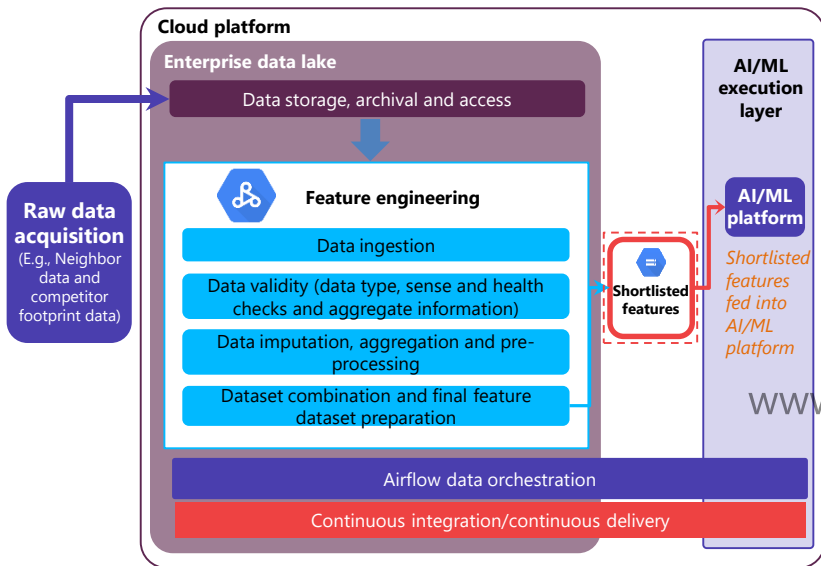 Cloud platform
Enterprise data lake
Data storage, archival and access
Raw data
acquisition
(E.g., Neighbor
data and
competitor
footprint data)
Feature engineering
Data ingestion
Data validity (data type, sense and health
checks and aggregate information)
Data imputation, aggregation and pre-
processing
Dataset combination and final feature
dataset preparation
Shortlisted
features
AI/ML
execution
layer
AI/ML
platform
Shortlisted
features
fed into
AI/ML
platform
www
Airflow data orchestration
Continuous integration/continuous delivery